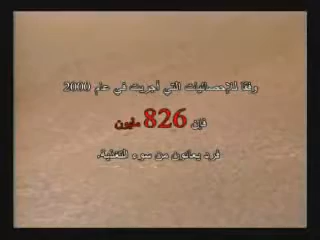 وفقا للإحصائيات التي أجريت في عام 2000
فإن 826 مليون
فرد يعانون من سوء التغذية.